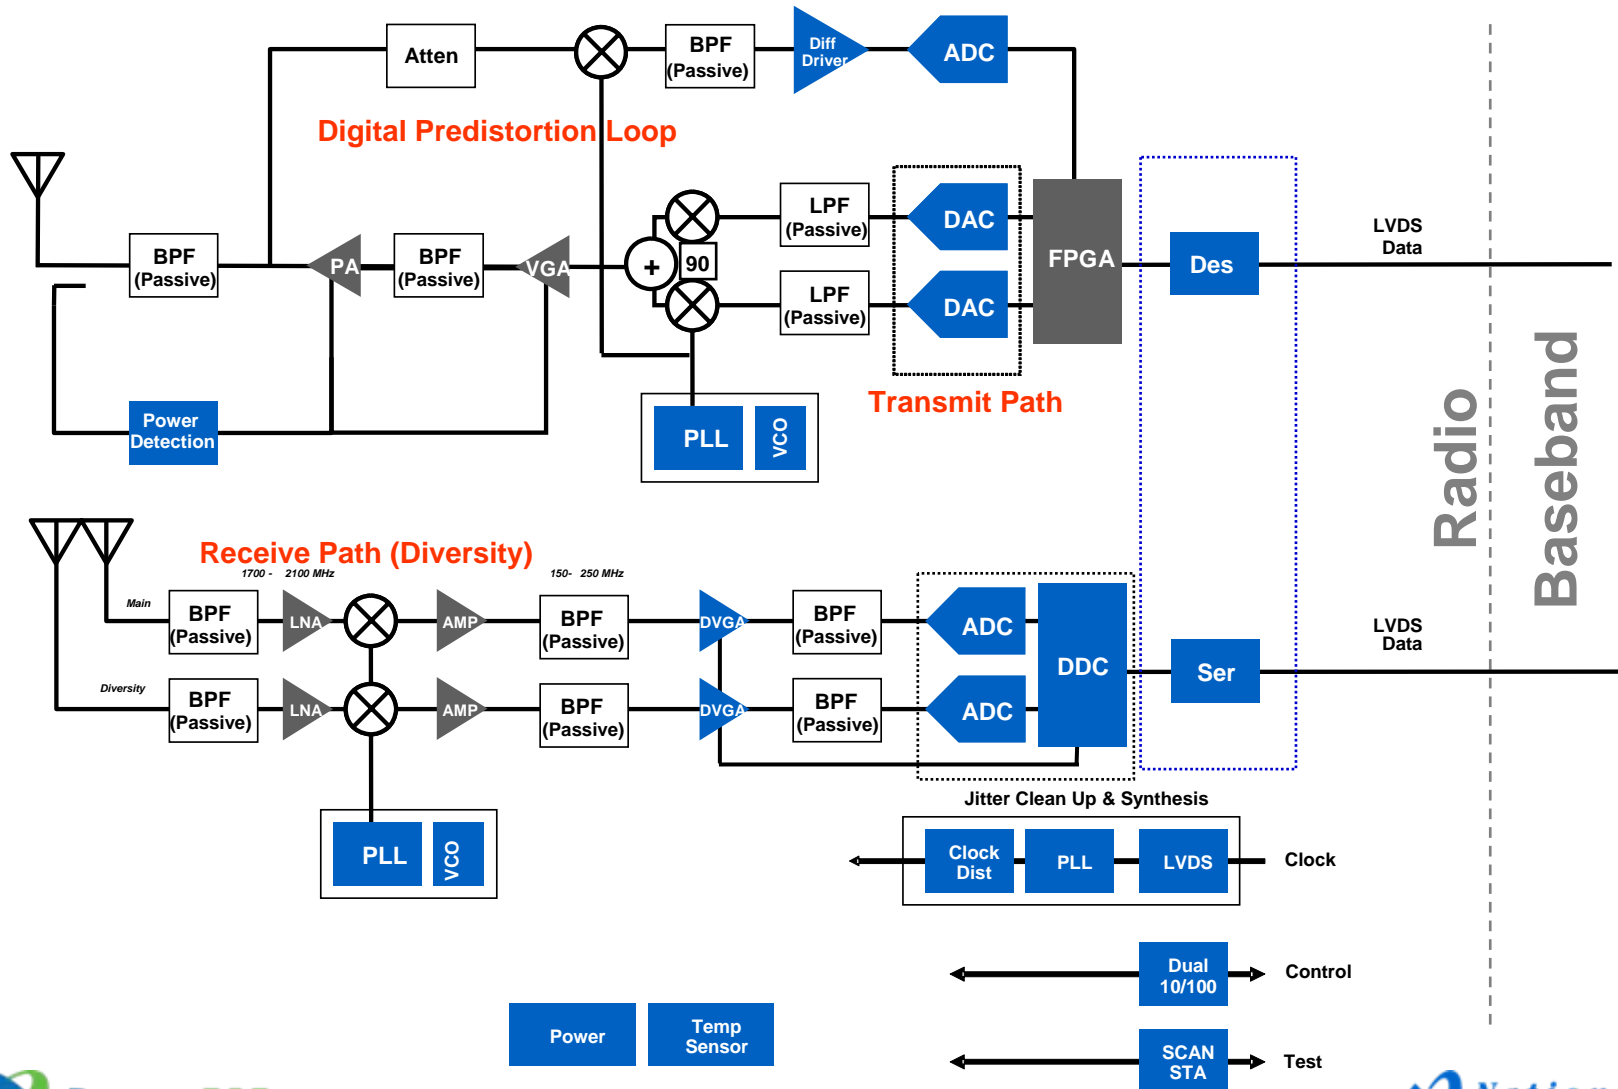 Atten
BPF
(Passive)
Diff
Driver
ADC
Digital Predistortion Loop
BPF
(Passive)
PA
BPF
(Passive)
VGA
+
90
LPF
(Passive)
LPF
(Passive)
DAC
DAC
FPGA
Des
LVDS
Data
Transmit Path
Power
Detection
PLL
VCO
Radio
Baseband
Receive Path (Diversity)
1700 - 2100 MHz
150- 250 MHz
Main
BPF
(Passive)
LNA
AMP
BPF
(Passive)
DVGA
BPF
(Passive)
ADC
DDC
Ser
LVDS
Data
Diversity
BPF
(Passive)
LNA
AMP
BPF
(Passive)
DVGA
BPF
(Passive)
ADC
Jitter Clean Up & Synthesis
PLL
VCO
Clock
Dist
PLL
LVDS
Clock
Dual
10/100
Control
Power
Temp
Sensor
SCAN
STA
Test